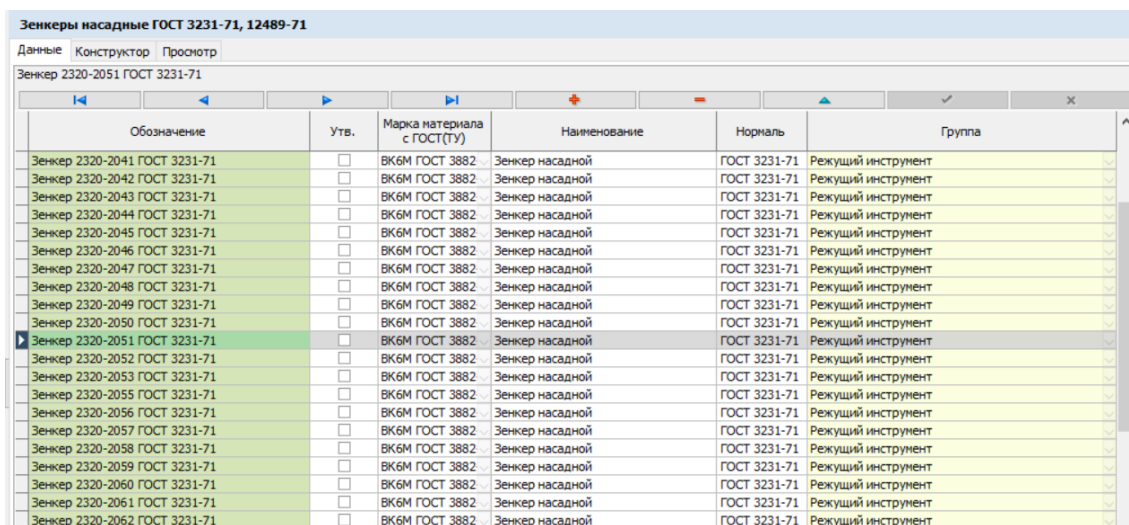 Зенкеры насадные ГОСТ 3231-71, 12489-71
Данные Конструктор Просмотр
Зенкер 2320-2051 ГОСТ 3231-71
Обозначение Утв. Марка материала с ГОСТ(ТУ) Наименование Нормаль Группа
Зенкер 2320-2041 ГОСТ 3231-71 ВК6М ГОСТ 3882- Зенкер насадной ГОСТ 3231-71 Режущий инструмент
Зенкер 2320-2042 ГОСТ 3231-71 ВК6М ГОСТ 3882- Зенкер насадной ГОСТ 3231-71 Режущий инструмент
Зенкер 2320-2043 ГОСТ 3231-71 ВК6М ГОСТ 3882- Зенкер насадной ГОСТ 3231-71 Режущий инструмент
Зенкер 2320-2044 ГОСТ 3231-71 ВК6М ГОСТ 3882- Зенкер насадной ГОСТ 3231-71 Режущий инструмент
Зенкер 2320-2045 ГОСТ 3231-71 ВК6М ГОСТ 3882- Зенкер насадной ГОСТ 3231-71 Режущий инструмент
Зенкер 2320-2046 ГОСТ 3231-71 ВК6М ГОСТ 3882- Зенкер насадной ГОСТ 3231-71 Режущий инструмент
Зенкер 2320-2047 ГОСТ 3231-71 ВК6М ГОСТ 3882- Зенкер насадной ГОСТ 3231-71 Режущий инструмент
Зенкер 2320-2048 ГОСТ 3231-71 ВК6М ГОСТ 3882- Зенкер насадной ГОСТ 3231-71 Режущий инструмент
Зенкер 2320-2049 ГОСТ 3231-71 ВК6М ГОСТ 3882- Зенкер насадной ГОСТ 3231-71 Режущий инструмент
Зенкер 2320-2050 ГОСТ 3231-71 ВК6М ГОСТ 3882- Зенкер насадной ГОСТ 3231-71 Режущий инструмент
Зенкер 2320-2051 ГОСТ 3231-71 ВК6М ГОСТ 3882- Зенкер насадной ГОСТ 3231-71 Режущий инструмент
Зенкер 2320-2052 ГОСТ 3231-71 ВК6М ГОСТ 3882- Зенкер насадной ГОСТ 3231-71 Режущий инструмент
Зенкер 2320-2053 ГОСТ 3231-71 ВК6М ГОСТ 3882- Зенкер насадной ГОСТ 3231-71 Режущий инструмент
Зенкер 2320-2055 ГОСТ 3231-71 ВК6М ГОСТ 3882- Зенкер насадной ГОСТ 3231-71 Режущий инструмент
Зенкер 2320-2056 ГОСТ 3231-71 ВК6М ГОСТ 3882- Зенкер насадной ГОСТ 3231-71 Режущий инструмент
Зенкер 2320-2057 ГОСТ 3231-71 ВК6М ГОСТ 3882- Зенкер насадной ГОСТ 3231-71 Режущий инструмент
Зенкер 2320-2058 ГОСТ 3231-71 ВК6М ГОСТ 3882- Зенкер насадной ГОСТ 3231-71 Режущий инструмент
Зенкер 2320-2059 ГОСТ 3231-71 ВК6М ГОСТ 3882- Зенкер насадной ГОСТ 3231-71 Режущий инструмент
Зенкер 2320-2060 ГОСТ 3231-71 ВК6М ГОСТ 3882- Зенкер насадной ГОСТ 3231-71 Режущий инструмент
Зенкер 2320-2061 ГОСТ 3231-71 ВК6М ГОСТ 3882- Зенкер насадной ГОСТ 3231-71 Режущий инструмент
Зенкер 2320-2062 ГОСТ 3231-71 ВК6М ГОСТ 3882- Зенкер насадной ГОСТ 3231-71 Режущий инструмент